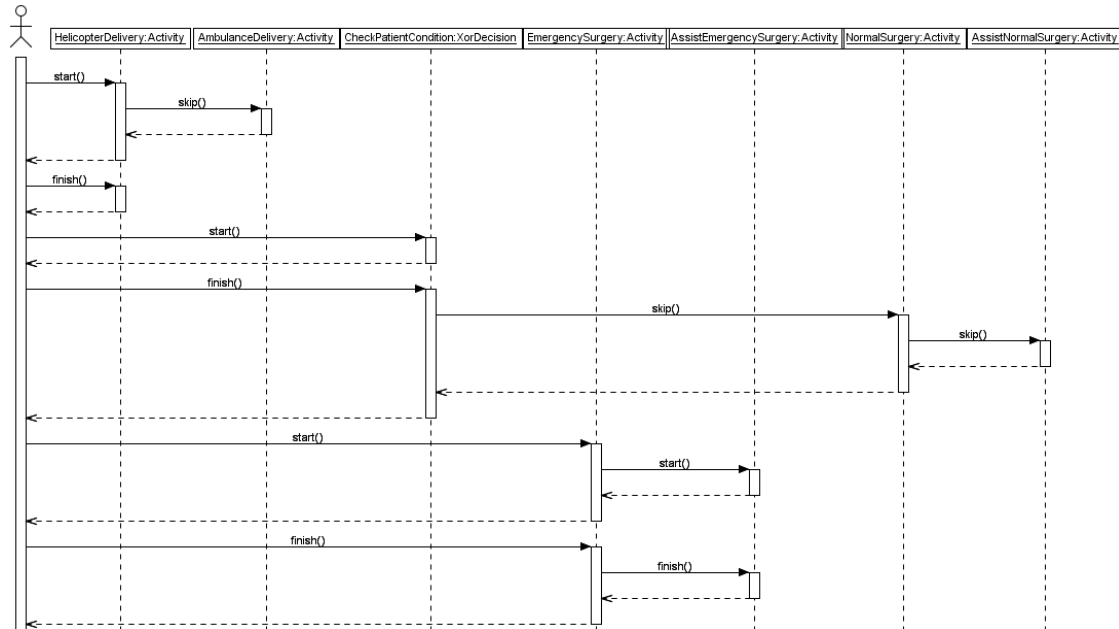 HelicopterDelivery:Activity
AmbulanceDelivery:Activity
CheckPatientCondition:XorDecision
EmergencySurgery:Activity
AssistEmergencySurgery:Activity
NormalSurgery:Activity
AssistNormalSurgery:Activity
start()
skip()
finish()
start()
finish()
skip()
skip()
start()
start()
finish()
finish()